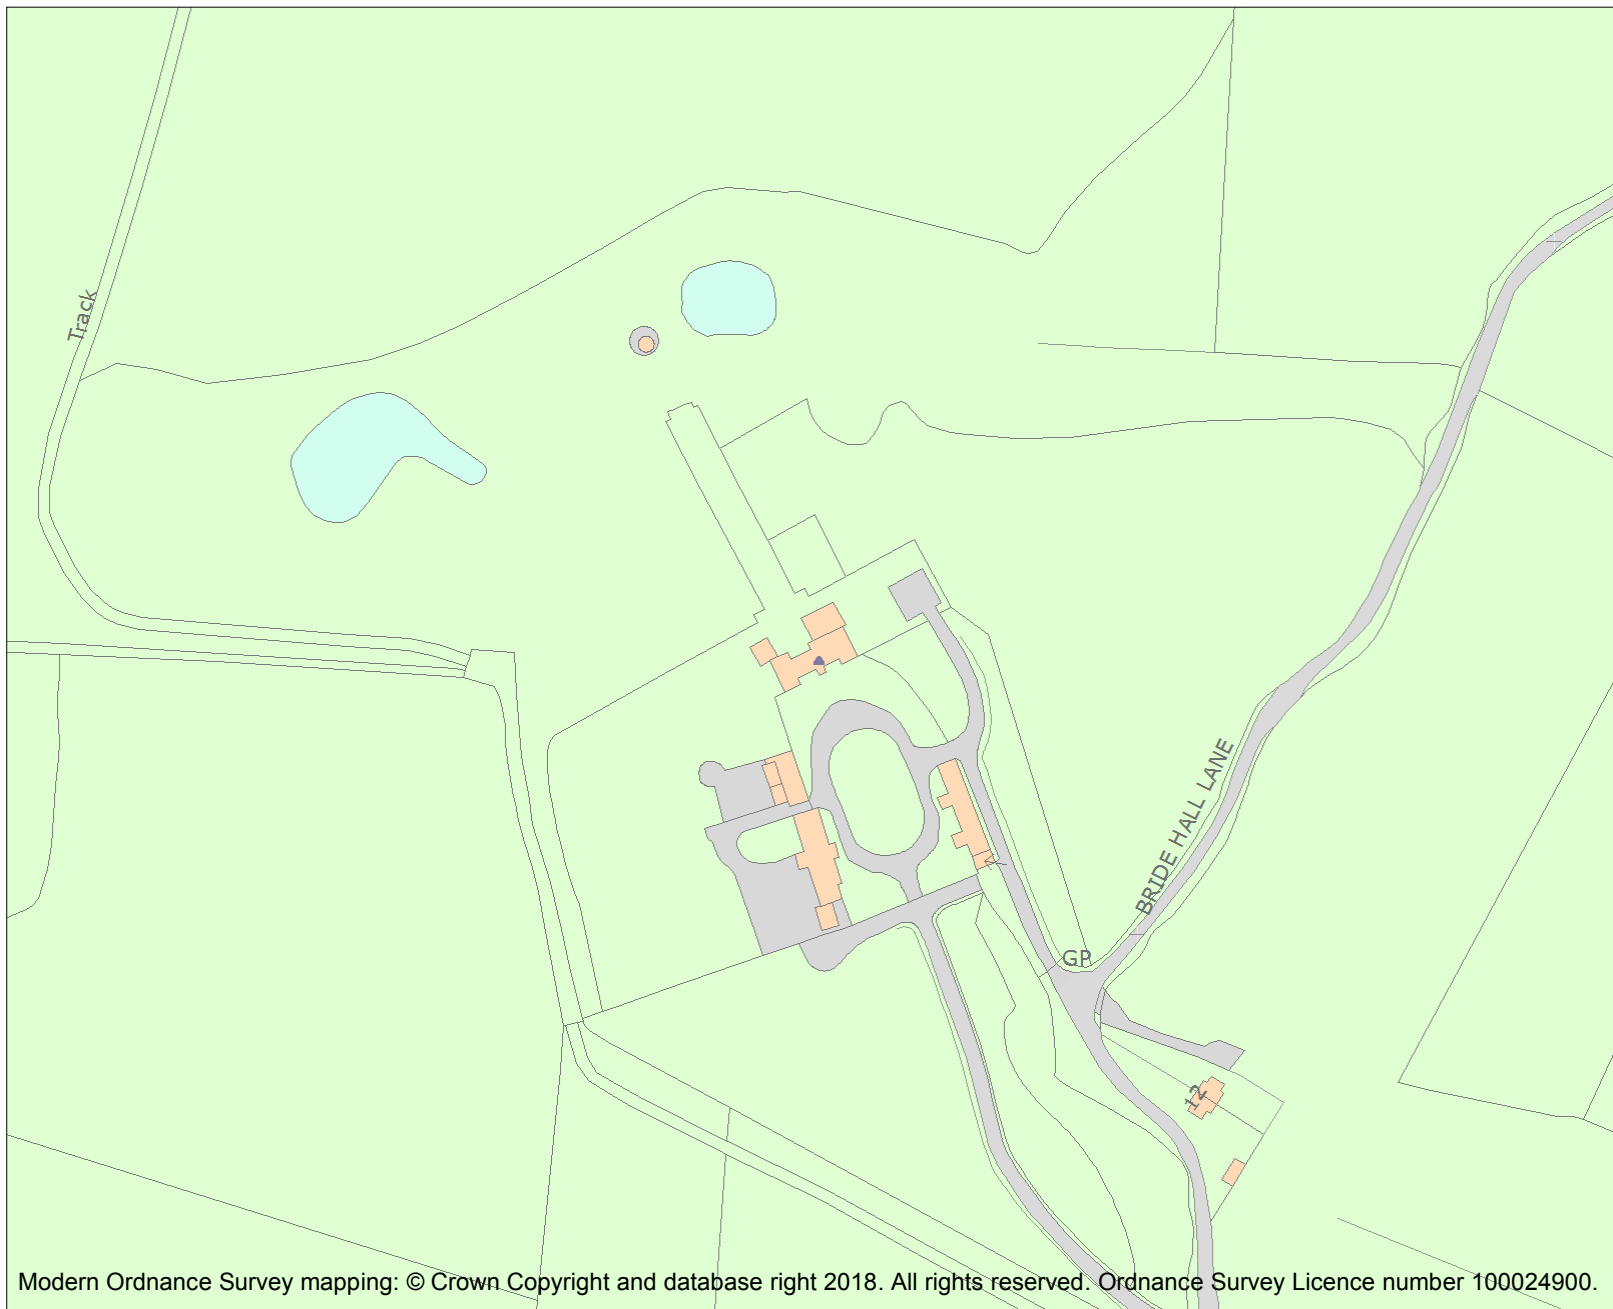 Track
BRIDE HALL LANE
GP
12
Modern Ordnance Survey mapping: © Crown Copyright and database right 2018. All rights reserved. Ordnance Survey Licence number 100024900.